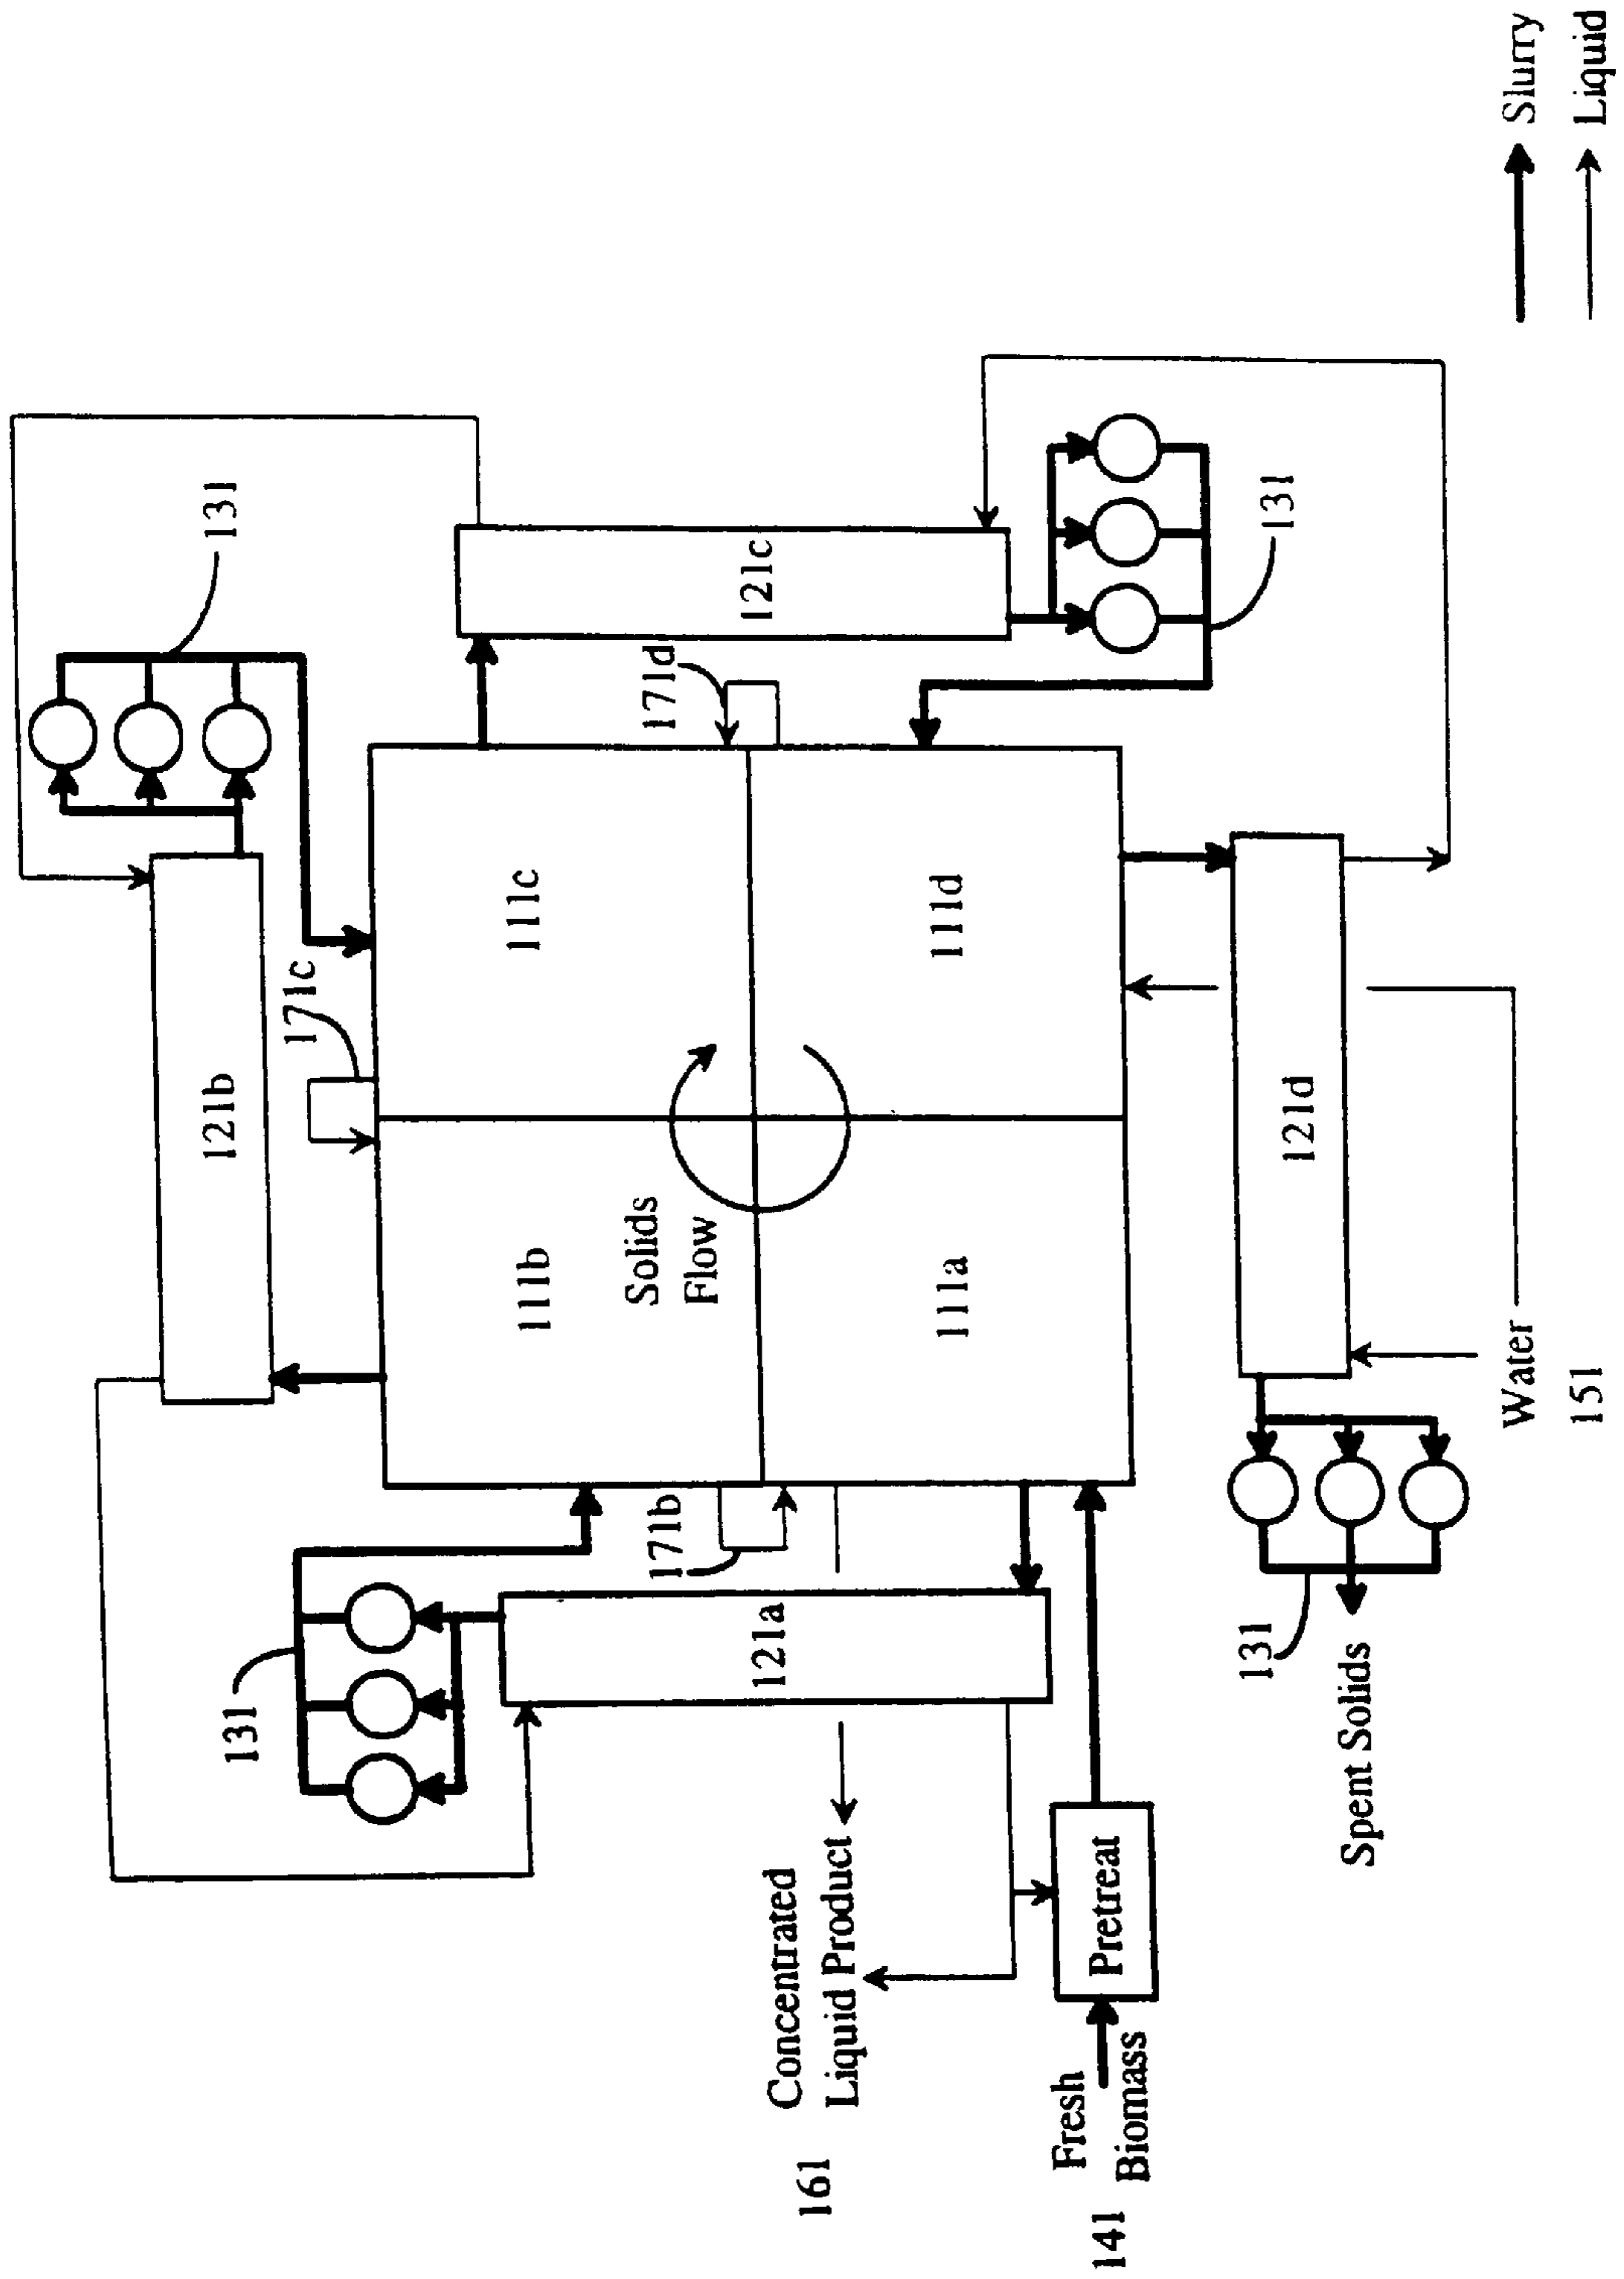 131
121b
171c
131
111b
111c
Solids
Flow
171d
121c
131
171b
121a
111a
111d
161
Concentrated
Liquid Product
141
Fresh
Biomass
Pretreat
131
121d
Spent Solids
Water
151
Slurry
Liquid
131